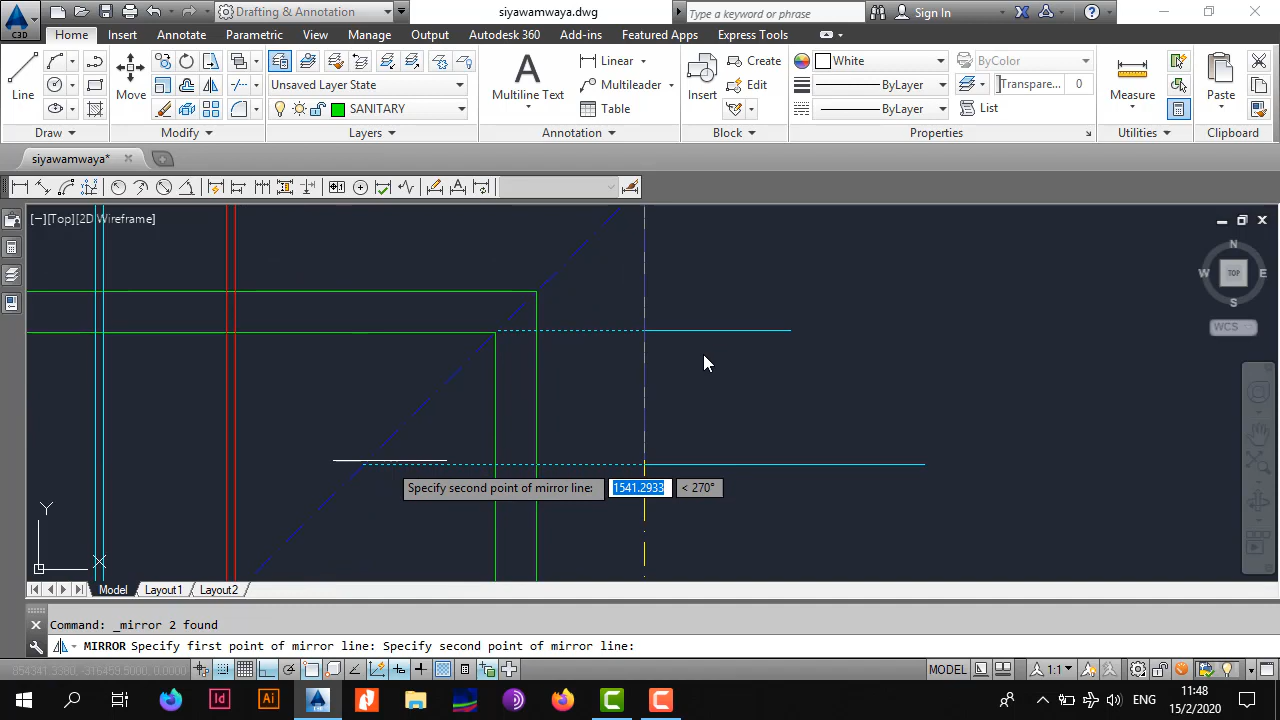 Drafting & Annotation
siyawamwaya.dwg
Type a keyword or phrase
Sign In
C3D
Home Insert Annotate Parametric View Manage Output Autodesk 360 Add-ins Featured Apps Express Tools
Line
Move
Unsaved Layer State
SANITARY
A
Multiline Text
Linear
Multileader
Table
Insert
Create
Edit
White
ByLayer
ByLayer
ByColor
Transpare... 0
List
Measure
Paste
Draw Modify Layers Annotation Block Properties Utilities Clipboard
siyawamwaya*
[−][Top][2D Wireframe]
N
W TOP E
S
WCS
Specify second point of mirror line: 1541.2933 < 270°
Y
X
Model Layout1 Layout2
Command: _mirror 2 found
MIRROR Specify first point of mirror line: Specify second point of mirror line:
MODEL
1:1
Id
Ai
ENG
11:48
15/2/2020